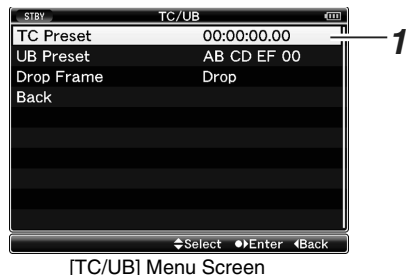 STBY TC/UB
TC Preset 00:00:00.00 1
UB Preset AB CD EF 00
Drop Frame Drop
Back
Select Enter Back
[TC/UB] Menu Screen